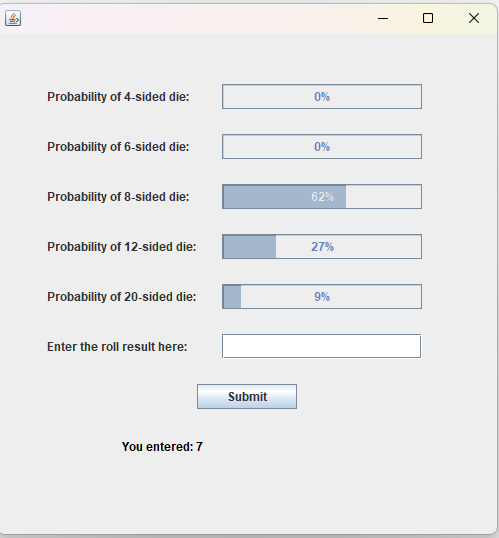 Probability of 4-sided die: 0%
Probability of 6-sided die: 0%
Probability of 8-sided die: 62%
Probability of 12-sided die: 27%
Probability of 20-sided die: 9%
Enter the roll result here:
Submit
You entered: 7